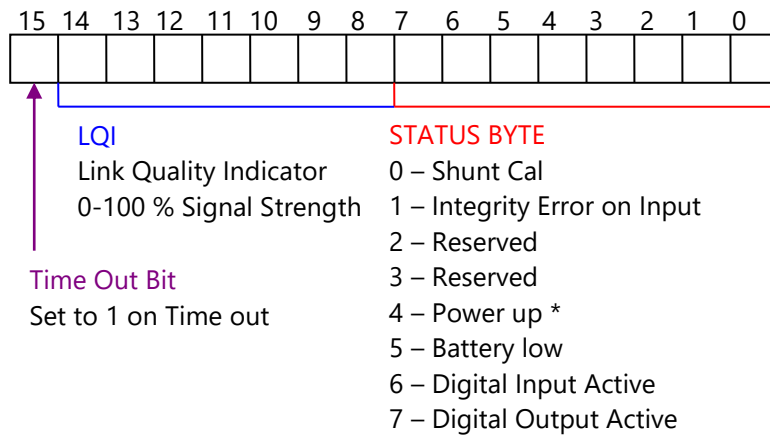 15 14 13 12 11 10 9 8 7 6 5 4 3 2 1 0
LQI
Link Quality Indicator
0-100 % Signal Strength
Time Out Bit
Set to 1 on Time out
STATUS BYTE
0 – Shunt Cal
1 – Integrity Error on Input
2 – Reserved
3 – Reserved
4 – Power up *
5 – Battery low
6 – Digital Input Active
7 – Digital Output Active